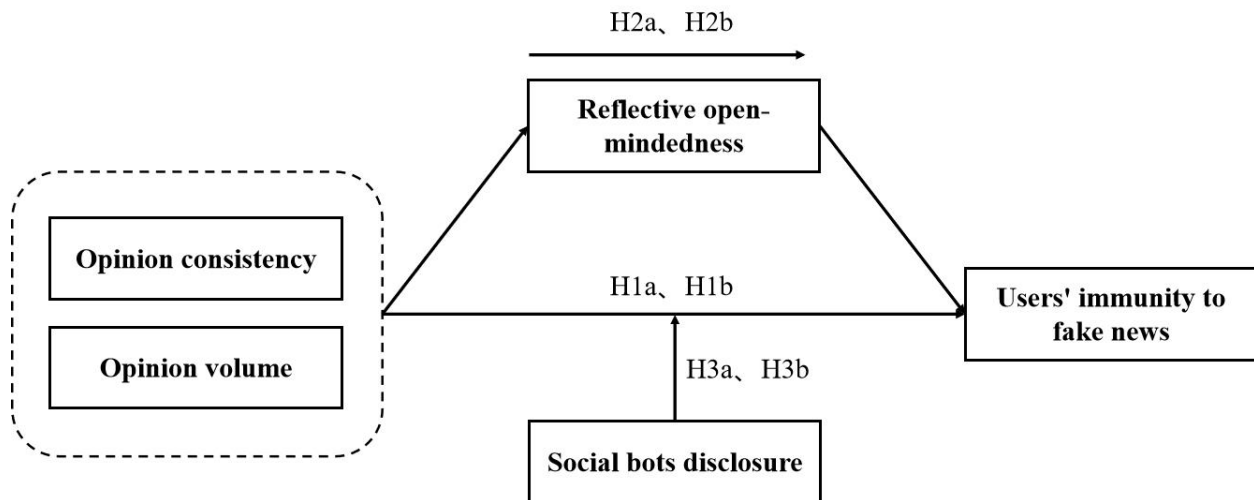 H2a、H2b
Reflective open-
mindedness
Opinion consistency
Opinion volume
H1a、H1b
Users' immunity to
fake news
H3a、H3b
Social bots disclosure